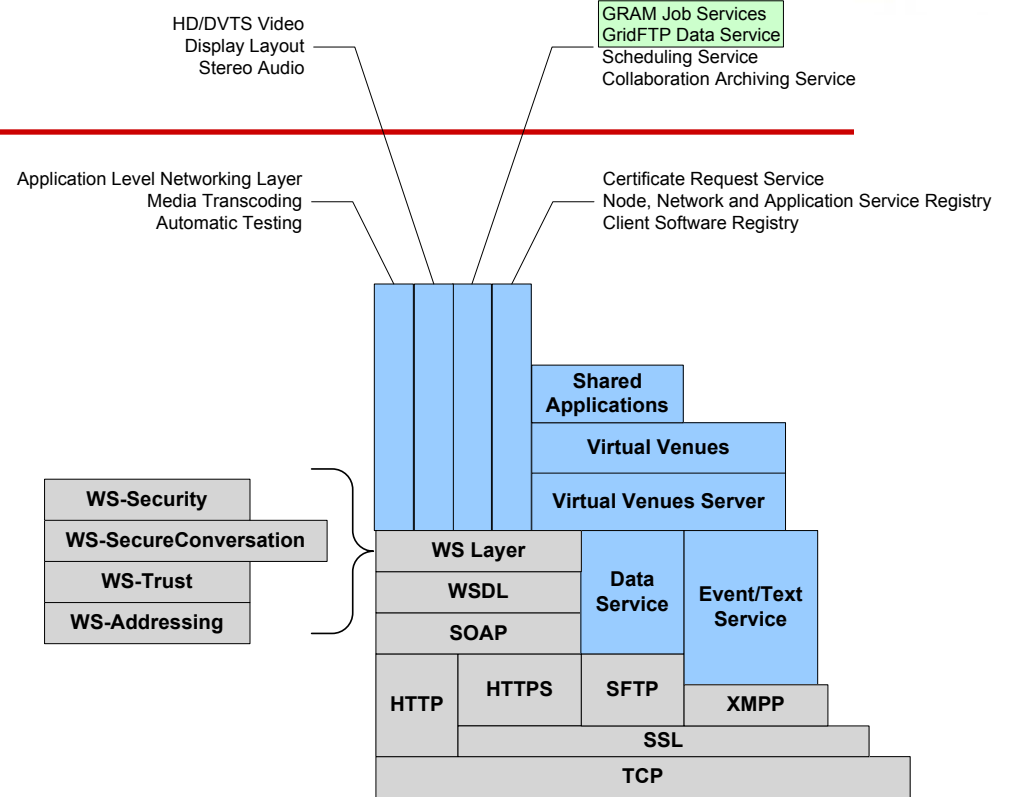 HD/DVTS Video
Display Layout
Stereo Audio
GRAM Job Services
GridFTP Data Service
Scheduling Service
Collaboration Archiving Service
Application Level Networking Layer
Media Transcoding
Automatic Testing
Certificate Request Service
Node, Network and Application Service Registry
Client Software Registry
Shared
Applications
Virtual Venues
Virtual Venues Server
WS-Security
WS-SecureConversation
WS-Trust
WS-Addressing
WS Layer
WSDL
SOAP
Data
Service
Event/Text
Service
HTTP
HTTPS
SFTP
XMPP
SSL
TCP